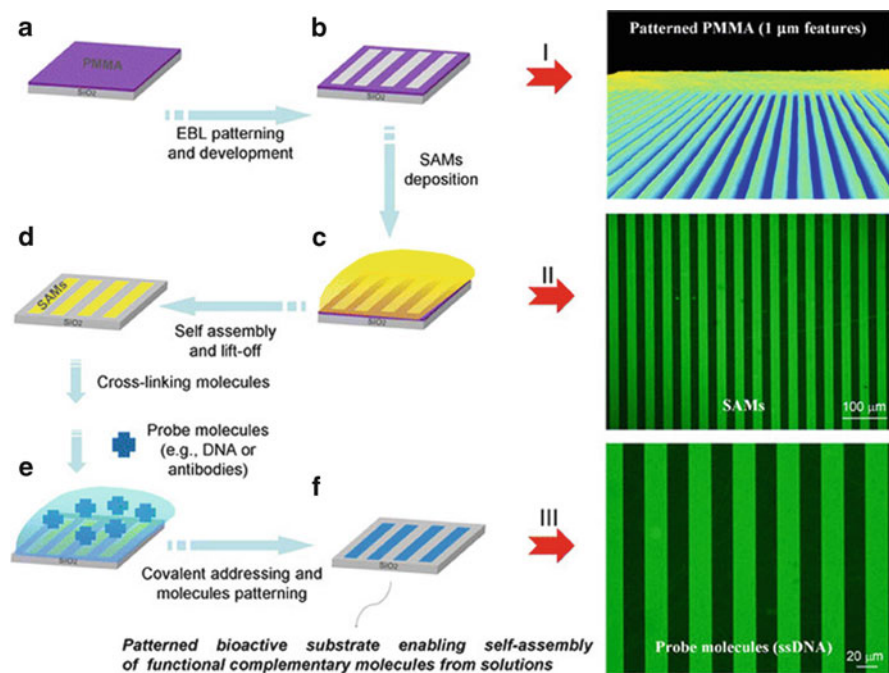 a
b
I
Patterned PMMA (1 μm features)
PMMA
SiO2
EBL patterning
and development
SAMs
deposition
d
c
II
SAMs
SiO2
Self assembly
and lift-off
SiO2
SAMs
100 μm
Cross-linking molecules
Probe molecules
(e.g., DNA or
antibodies)
e
f
III
SiO2
SiO2
Covalent addressing and
molecules patterning
Patterned bioactive substrate enabling self-assembly
of functional complementary molecules from solutions
Probe molecules (ssDNA)
20 μm